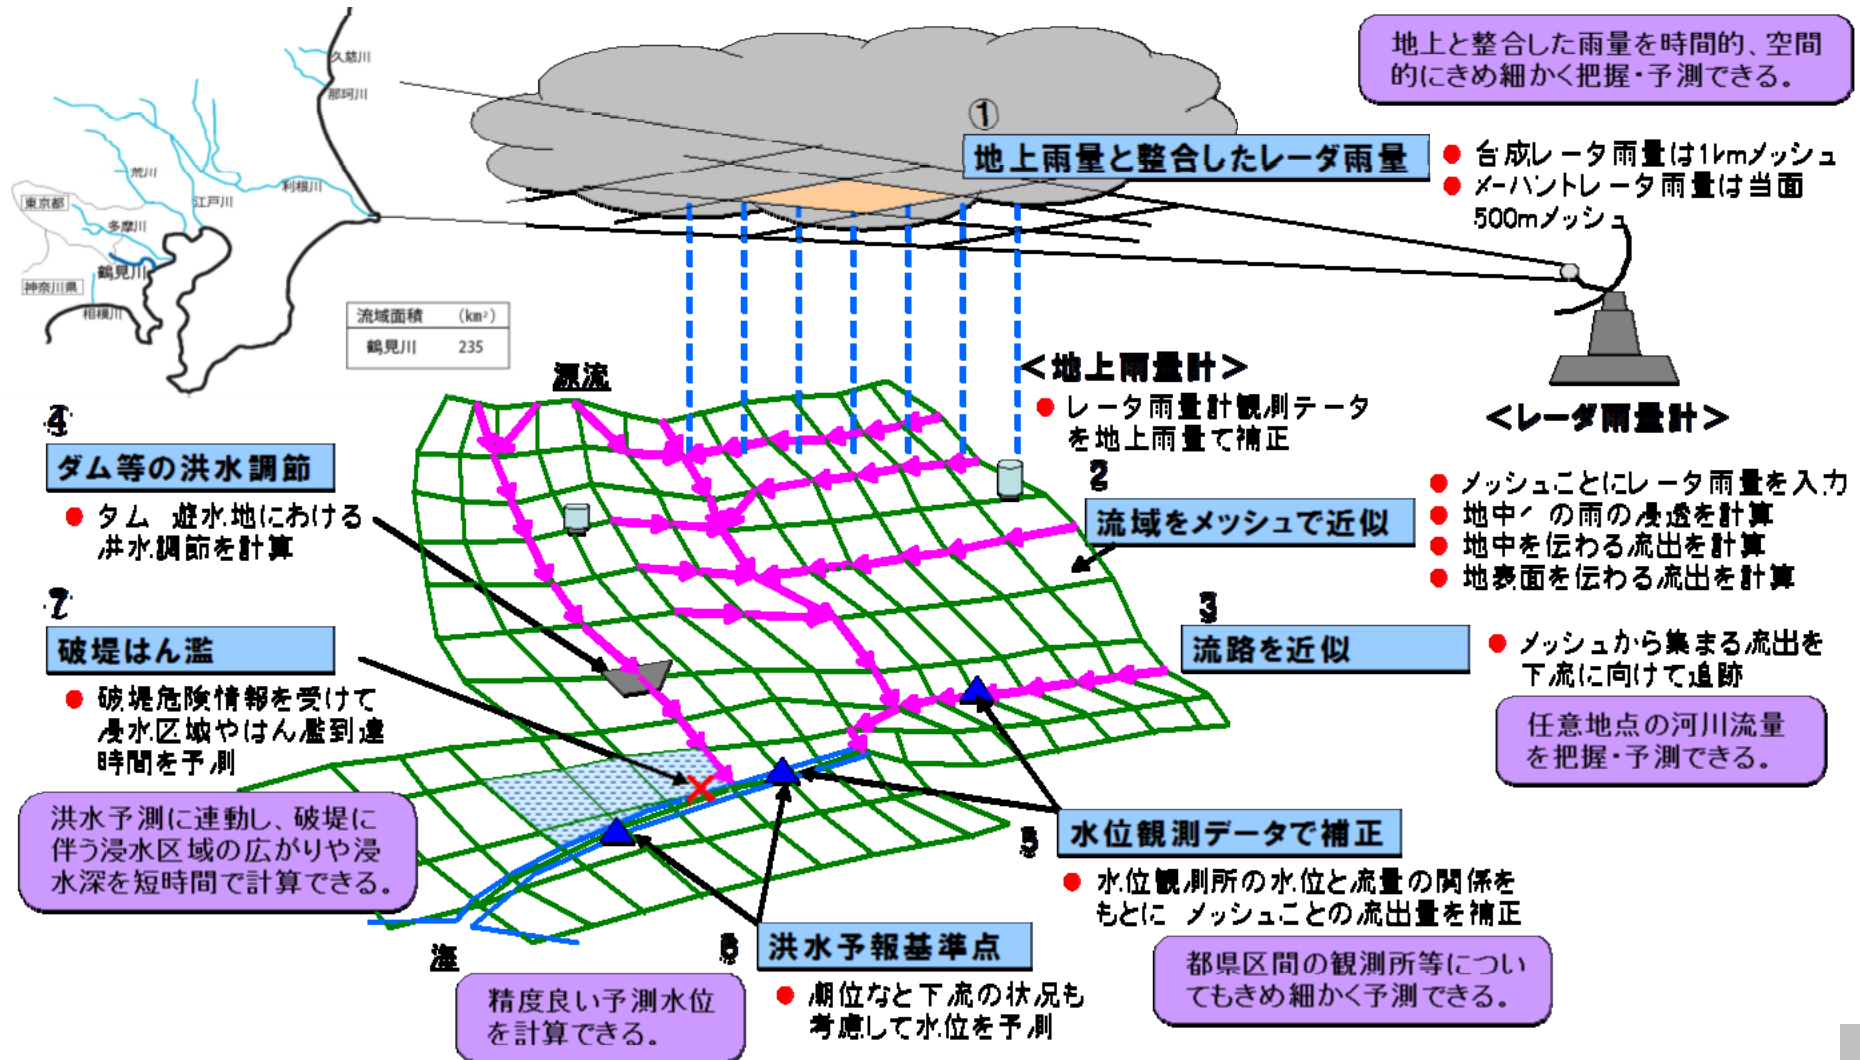 久慈川
那珂川
荒川
利根川
江戸川
東京都
多摩川
鶴見川
神奈川県
相模川
流域面積 (km²)
鶴見川 235
地上と整合した雨量を時間的、空間
的にきめ細かく把握・予測できる。
①
地上雨量と整合したレーダ雨量
● 合成レーダ雨量は1kmメッシュ
レーダ雨量は当面
500mメッシュ
源流
<地上雨量計>
● レーダ雨量計観測データ
を地上雨量で補正
<レーダ雨量計>
4
ダム等の洪水調節
● ダム 遊水地における
洪水調節を計算
2
流域をメッシュで近似
● メッシュごとにレーダ雨量を入力
● 地中への雨の浸透を計算
● 地中を伝わる流出を計算
● 地表面を伝わる流出を計算
3
流路を近似
● メッシュから集まる流出を
下流に向けて追跡
任意地点の河川流量
を把握・予測できる。
7
破堤はん濫
● 破堤危険情報を受けて
浸水区域やはん濫到達
時間を予測
洪水予測に連動し、破堤に
伴う浸水区域の広がりや浸
水深を短時間で計算できる。
5
水位観測データで補正
● 水位観測所の水位と流量の関係を
もとに メッシュごとの流出量を補正
都県区間の観測所等につい
てもきめ細かく予測できる。
6
洪水予報基準点
● 潮位など下流の状況も
考慮して水位を予測
精度良い予測水位
を計算できる。
海